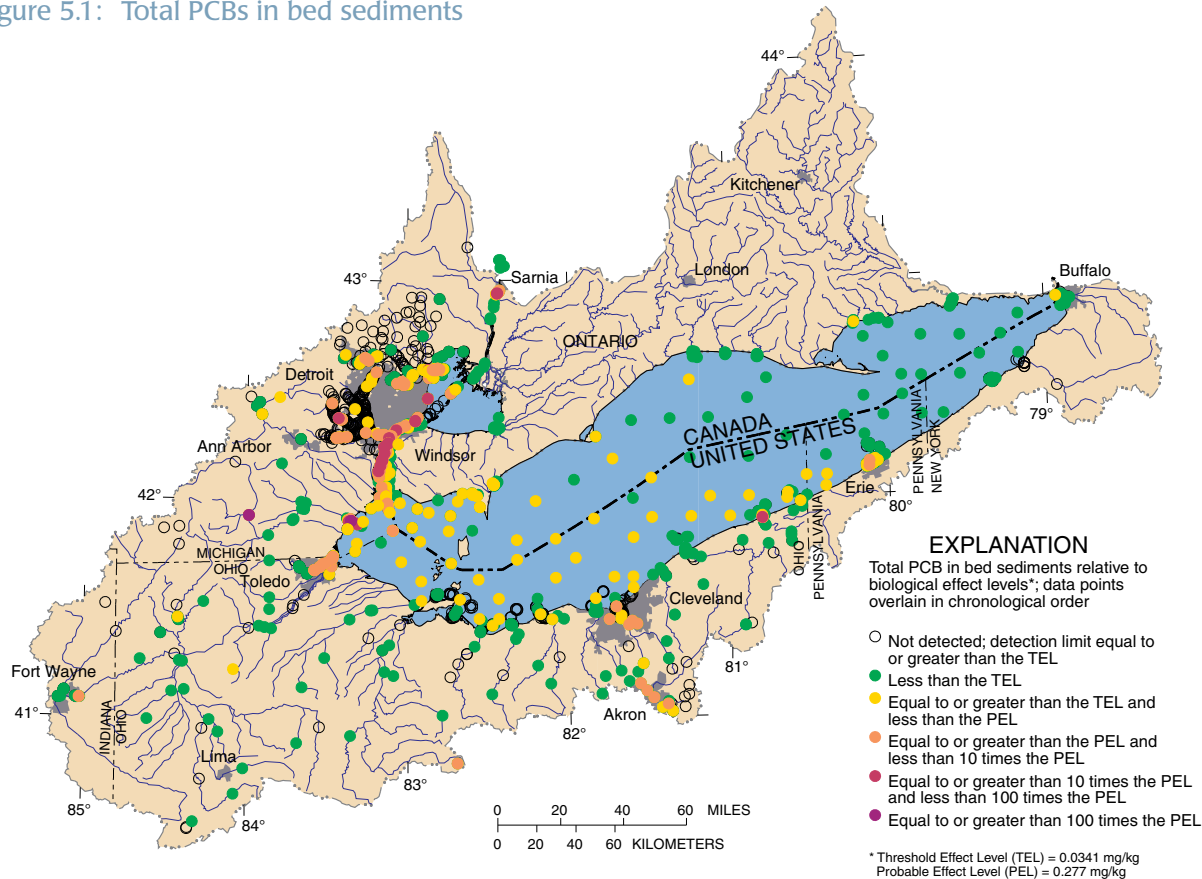 gure 5.1: Total PCBs in bed sediments
44°
Kitchener
London
Buffalo
43°
Sarnia
ONTARIO
Detroit
79°
CANADA
UNITED STATES
PENNSYLVANIA
NEW YORK
Ann Arbor
Windsor
Erie
80°
42°
OHIO
PENNSYLVANIA
MICHIGAN
OHIO
Toledo
Cleveland
81°
Fort Wayne
41°
INDIANA
OHIO
Akron
82°
Lima
83°
85°
84°
0 20 40 60 MILES
0 20 40 60 KILOMETERS
EXPLANATION
Total PCB in bed sediments relative to
biological effect levels*; data points
overlain in chronological order
Not detected; detection limit equal to
or greater than the TEL
Less than the TEL
Equal to or greater than the TEL and
less than the PEL
Equal to or greater than the PEL and
less than 10 times the PEL
Equal to or greater than 10 times the PEL
and less than 100 times the PEL
Equal to or greater than 100 times the PEL
* Threshold Effect Level (TEL) = 0.0341 mg/kg
Probable Effect Level (PEL) = 0.277 mg/kg